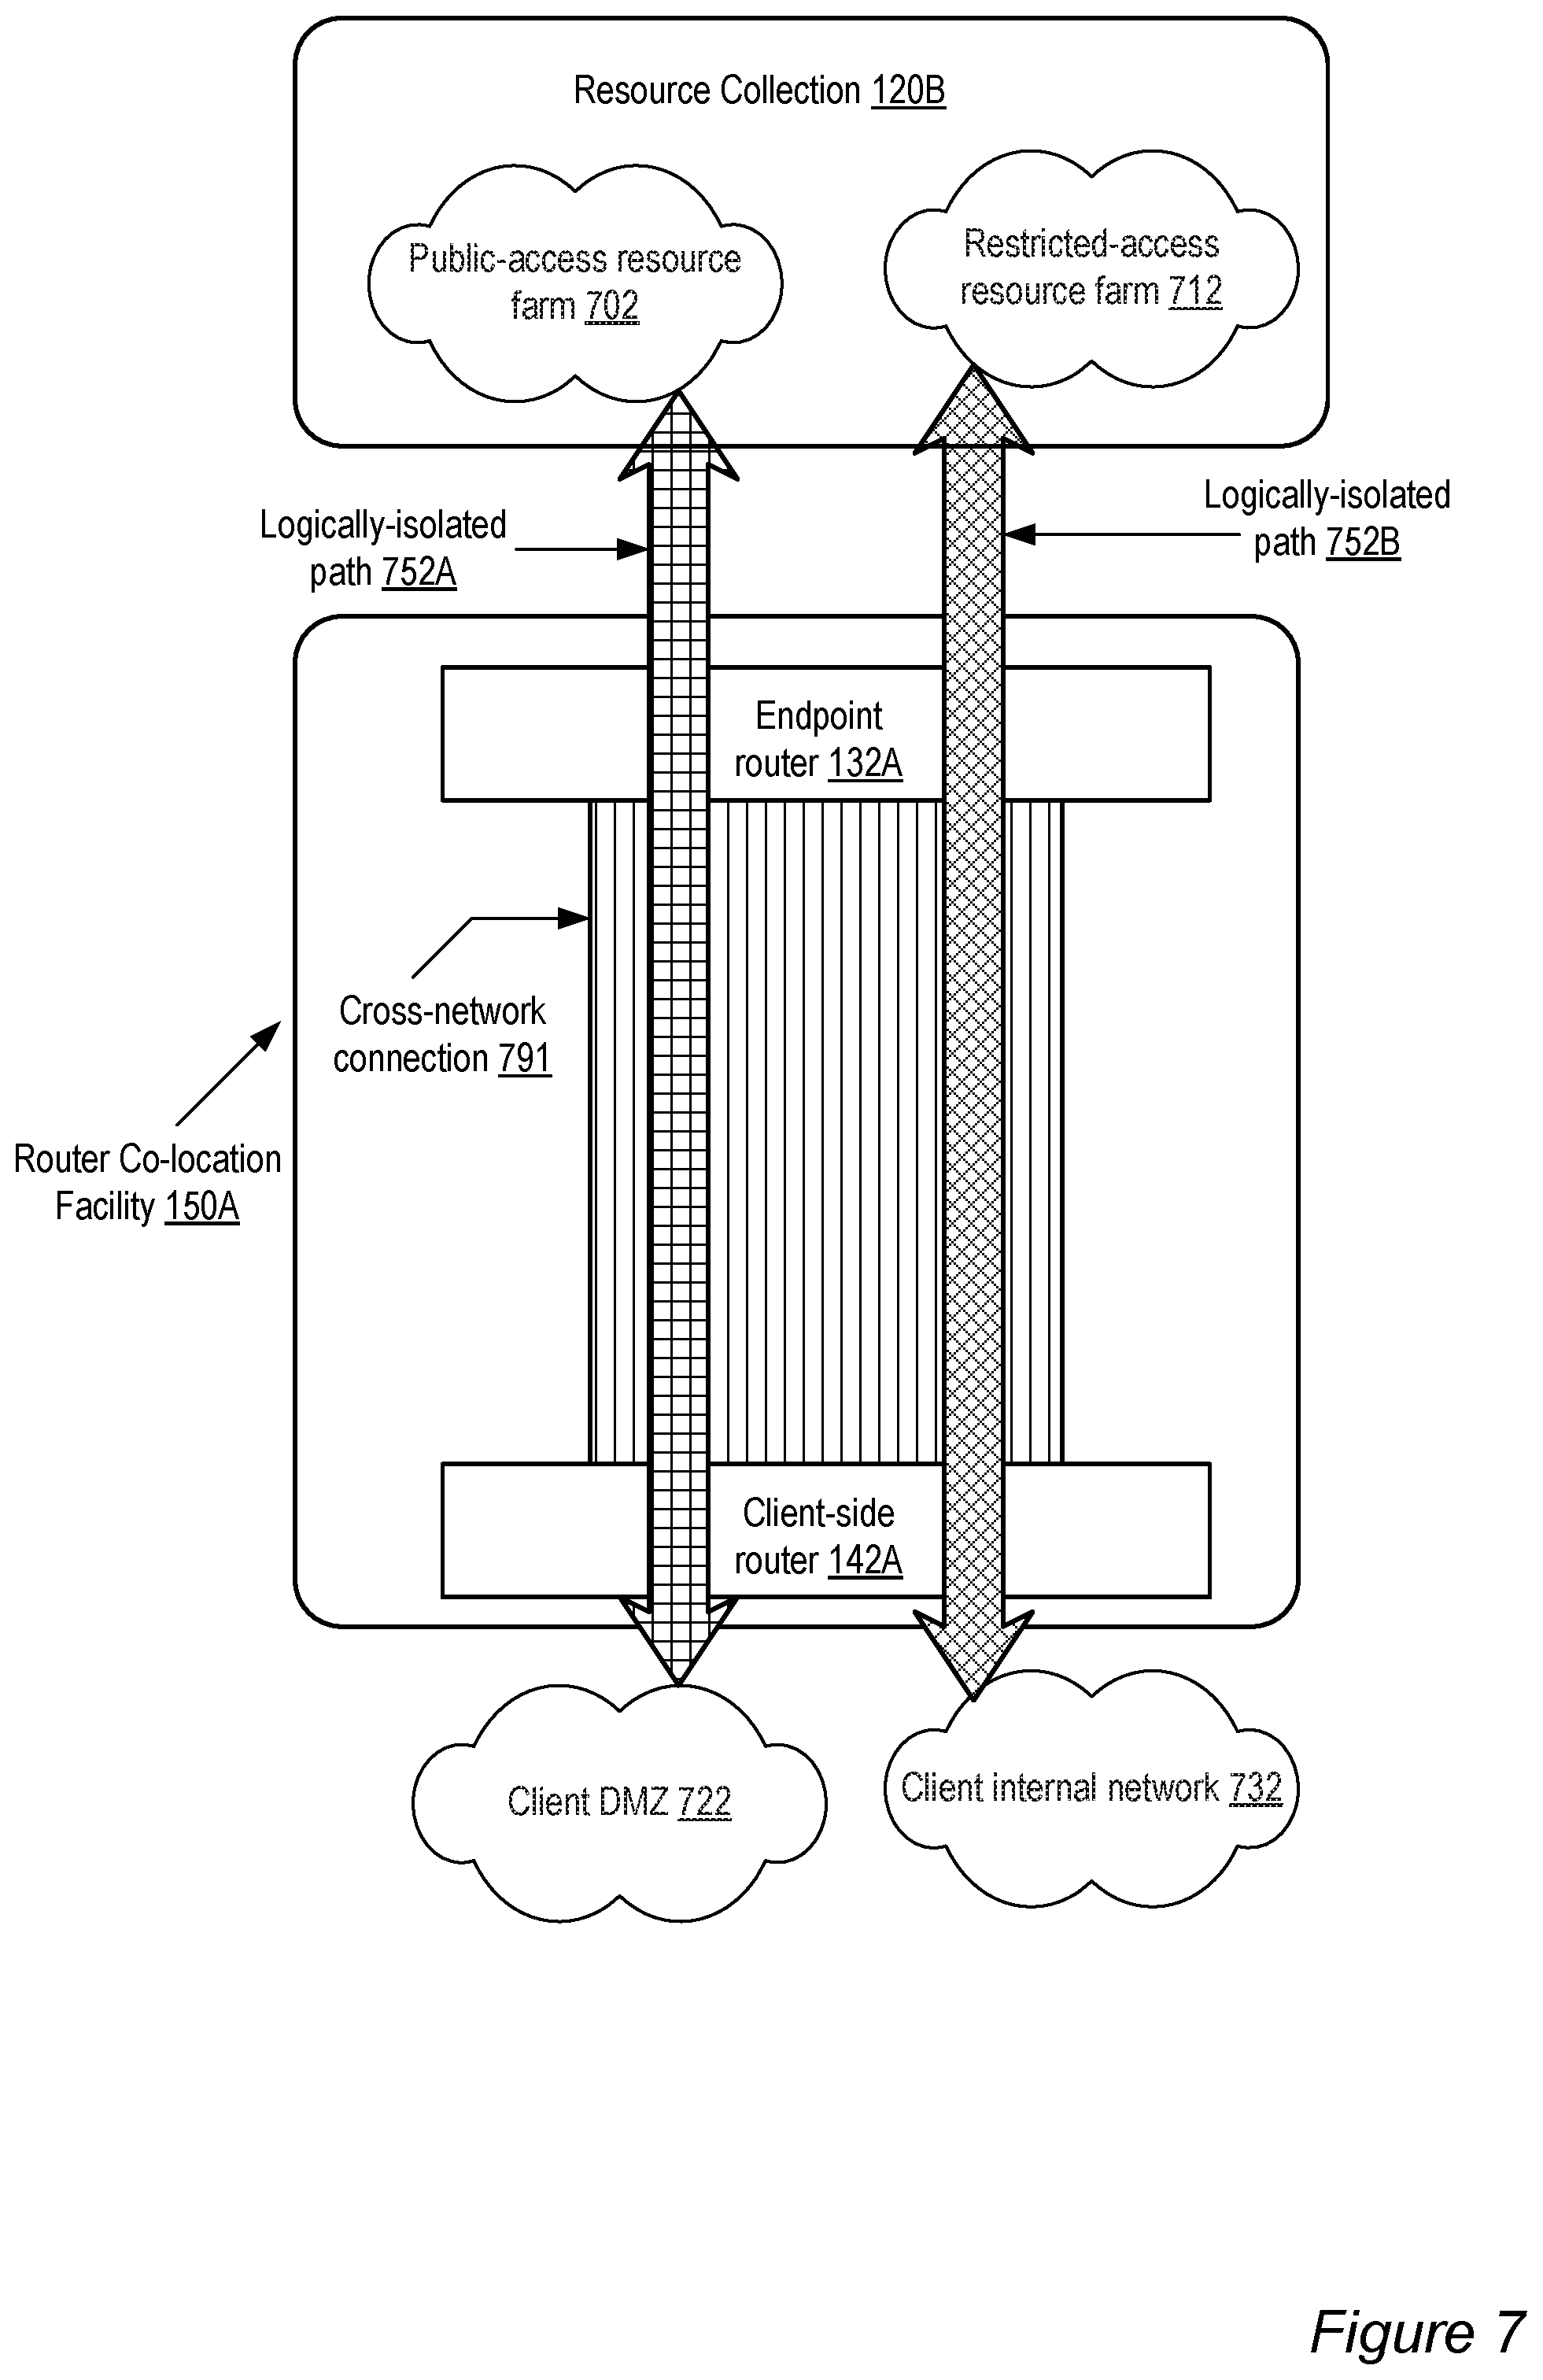 Resource Collection 120B
Public-access resource
farm 702
Restricted-access
resource farm 712
Logically-isolated
path 752A
Logically-isolated
path 752B
Endpoint
router 132A
Cross-network
connection 791
Router Co-location
Facility 150A
Client-side
router 142A
Client DMZ 722
Client internal network 732
Figure 7